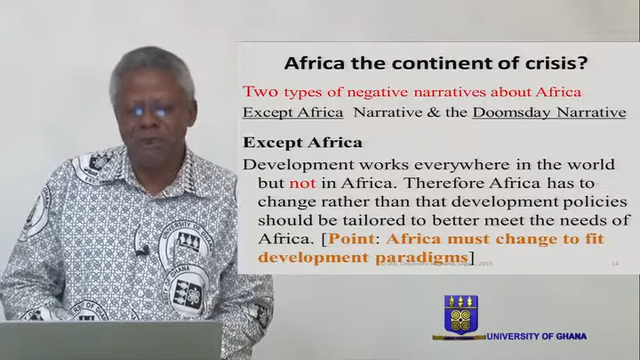 Africa the continent of crisis?
Two types of negative narratives about Africa
Except Africa Narrative & the Doomsday Narrative
Except Africa
Development works everywhere in the world
but not in Africa. Therefore Africa has to
change rather than that development policies
should be tailored to better meet the needs of
Africa. [Point: Africa must change to fit
development paradigms]
14
UNIVERSITY OF GHANA
UNIVERSITY OF
GHANA